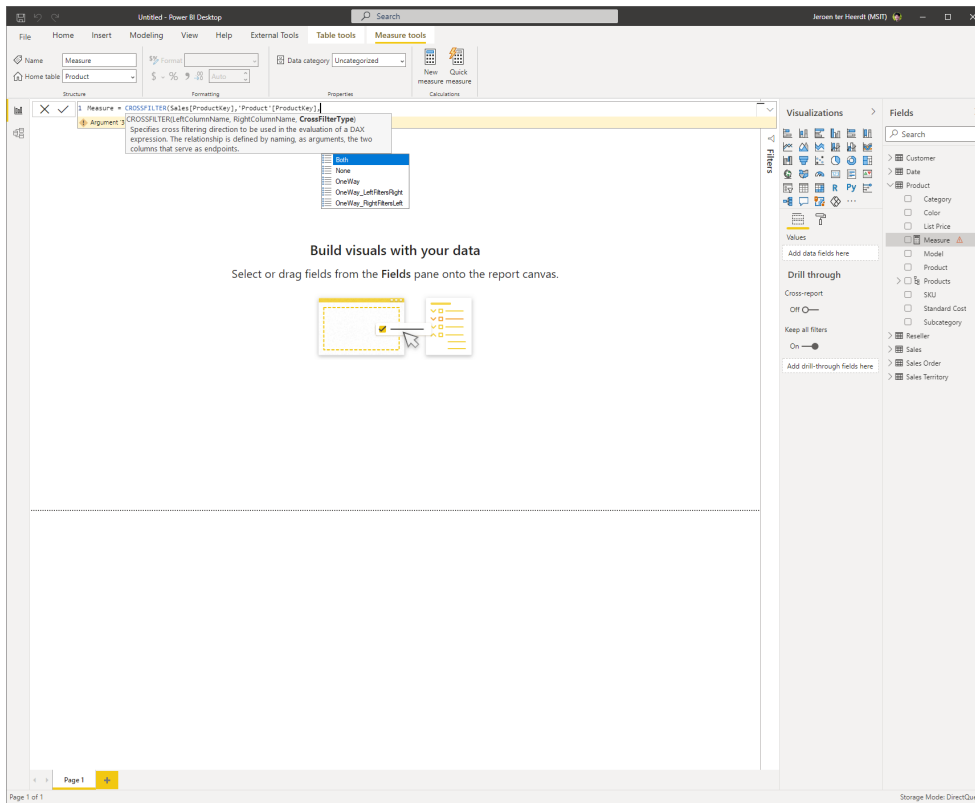 Untitled - Power BI Desktop
Search
Jeroen ter Heerdt (MSIT)
File Home Insert Modeling View Help External Tools Table tools Measure tools
Name Measure
Home table Product
Structure
Format
$ % 9 Auto
Formatting
Data category Uncategorized
Properties
New measure
Quick measure
Calculations
1 Measure = CROSSFILTER(Sales[ProductKey],'Product'[ProductKey],
Argument '3
CROSSFILTER(LeftColumnName, RightColumnName, CrossFilterType)
Specifies cross filtering direction to be used in the evaluation of a DAX
expression. The relationship is defined by naming, as arguments, the two
columns that serve as endpoints.
Both
None
OneWay
OneWay_LeftFiltersRight
OneWay_RightFiltersLeft
Build visuals with your data
Select or drag fields from the Fields pane onto the report canvas.
Filters
Visualizations
R Py
...
Values
Add data fields here
Drill through
Cross-report
Off
Keep all filters
On
Add drill-through fields here
Fields
Search
Customer
Date
Product
Category
Color
List Price
Measure
Model
Product
Products
SKU
Standard Cost
Subcategory
Reseller
Sales
Sales Order
Sales Territory
Page 1
+
Page 1 of 1
Storage Mode: DirectQue